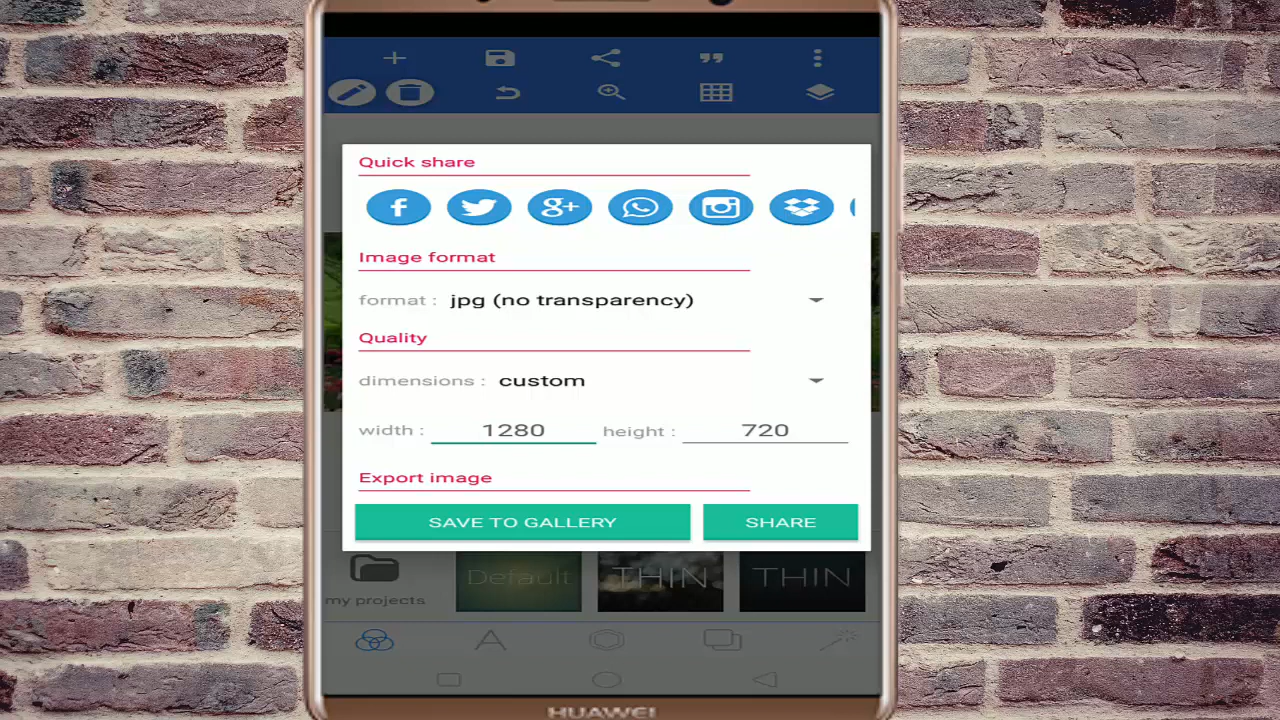 Quick share
Image format
format : jpg (no transparency)
Quality
dimensions : custom
width : 1280 height : 720
Export image
SAVE TO GALLERY SHARE
my projects Default THIN THIN
HUAWEI